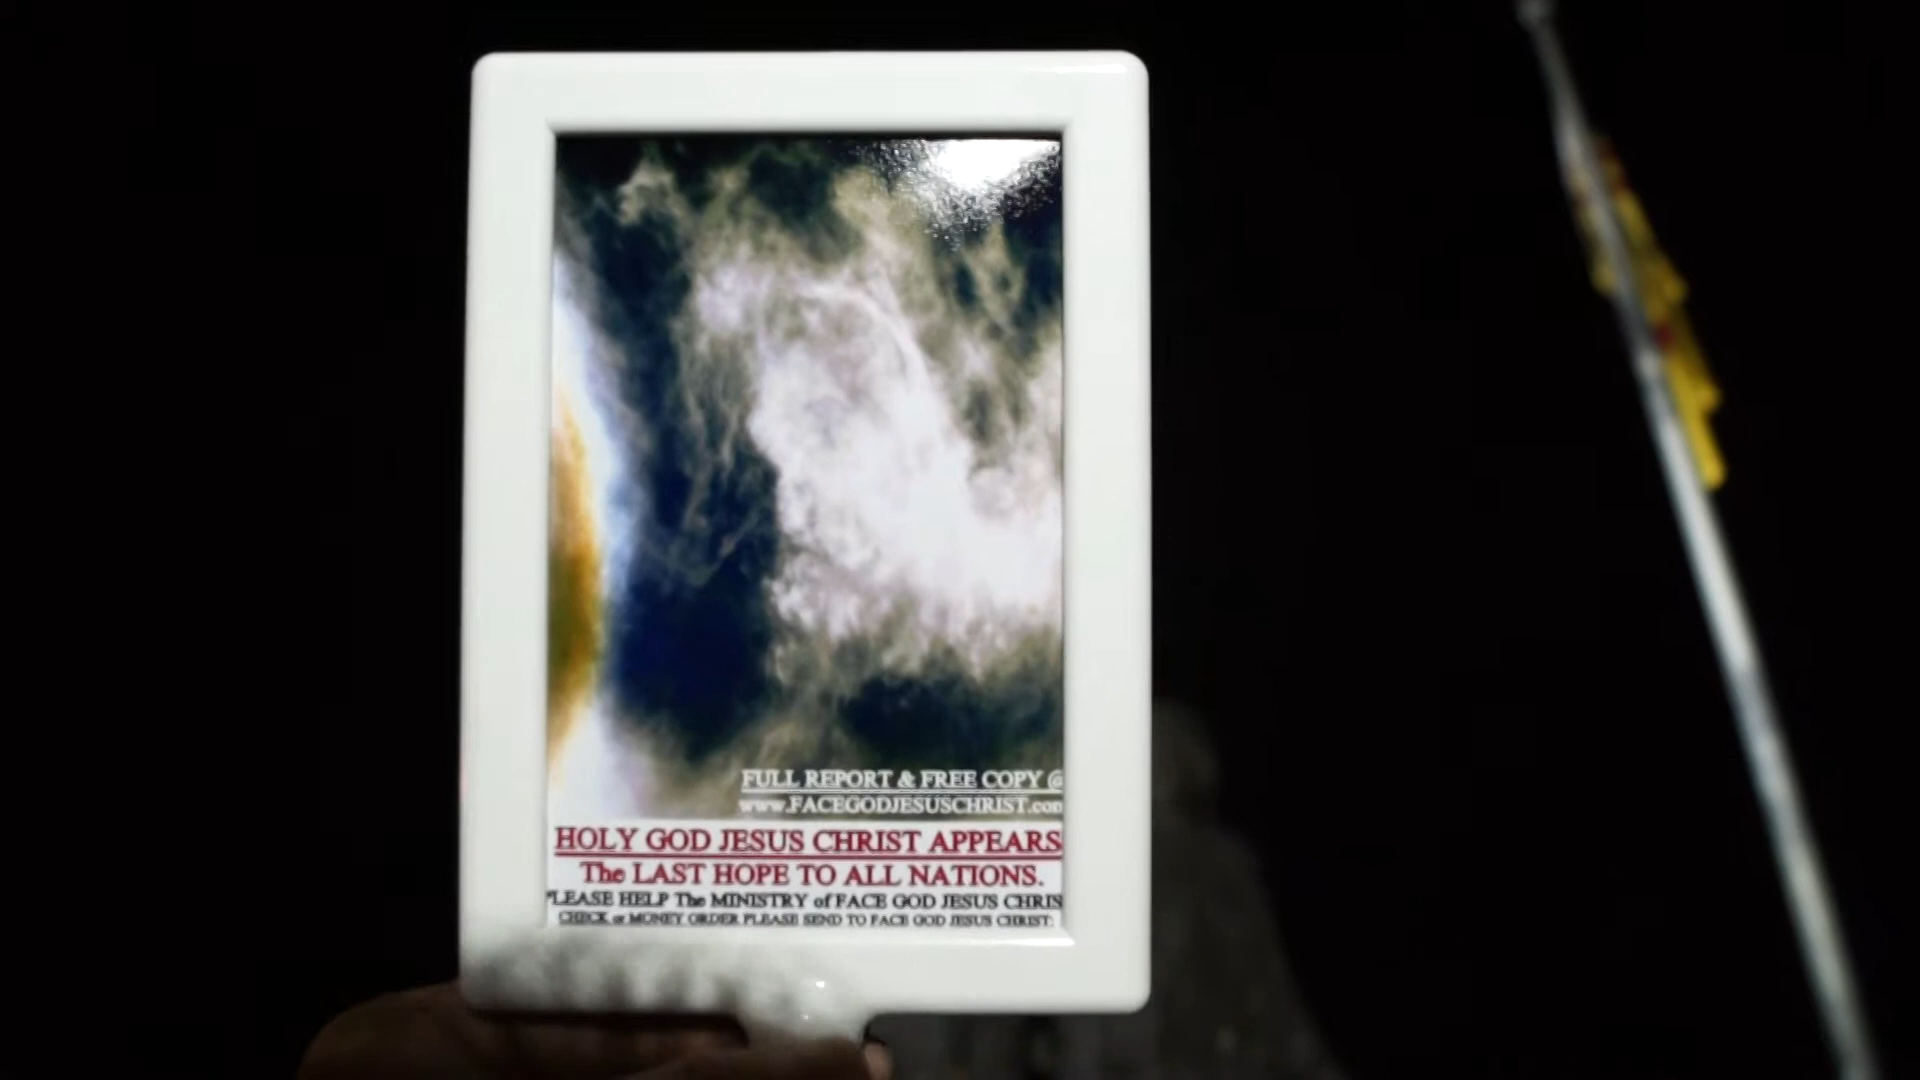 FULL REPORT & FREE COPY @
www.FACEGODJESUSCHRIST.com
HOLY GOD JESUS CHRIST APPEARS
The LAST HOPE TO ALL NATIONS.
PLEASE HELP The MINISTRY of FACE GOD JESUS CHRIS
CHECK or MONEY ORDER PLEASE SEND TO FACE GOD JESUS CHRIST: